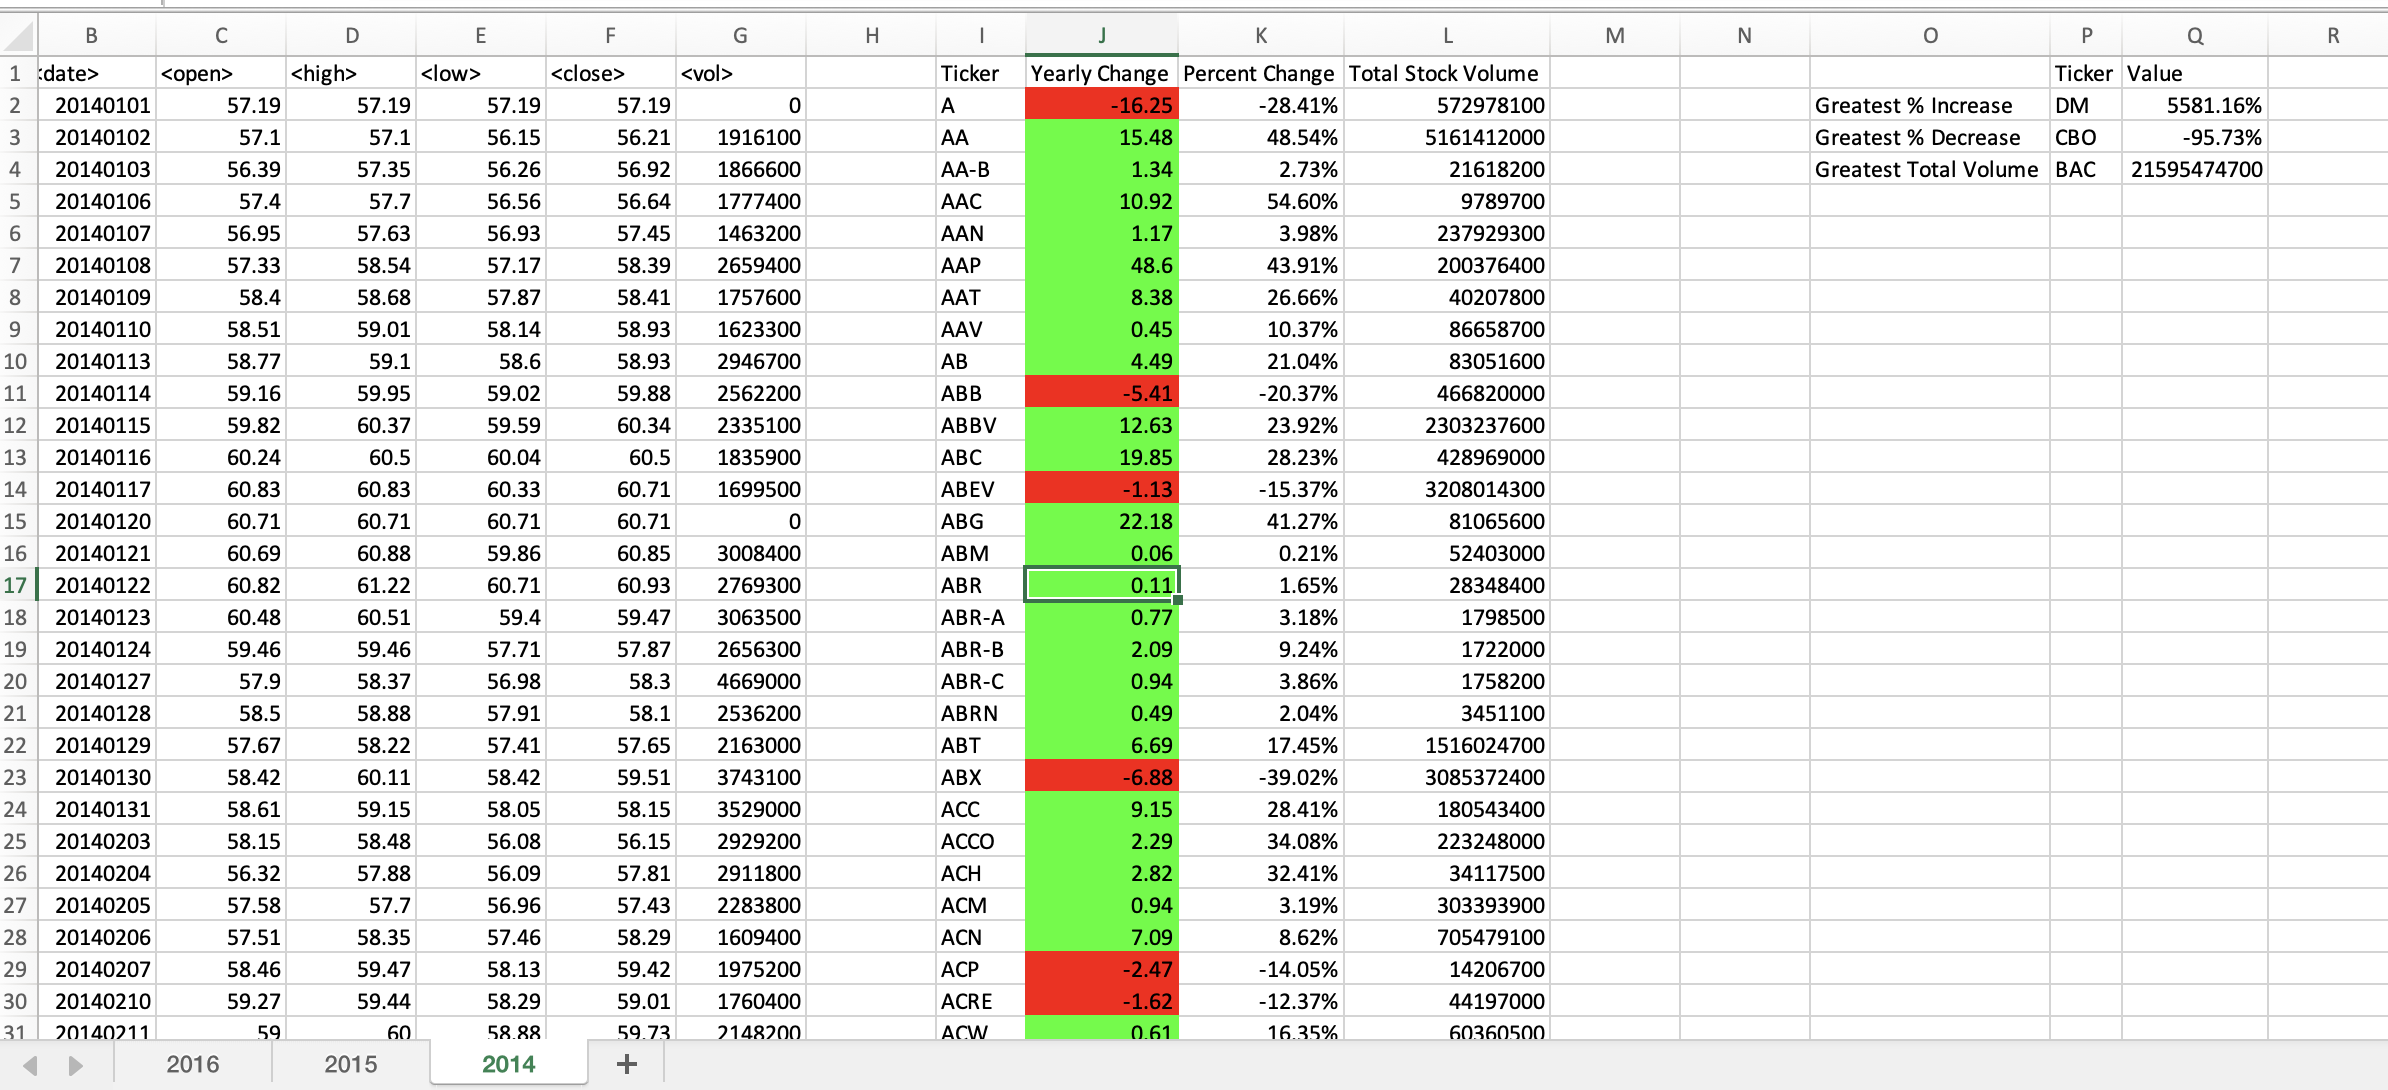 B C D E F G H I J K L M N O P Q R
1 <date> <open> <high> <low> <close> <vol> Ticker Yearly Change Percent Change Total Stock Volume Ticker Value
2 20140101 57.19 57.19 57.19 57.19 0 A -16.25 -28.41% 572978100 Greatest % Increase DM 5581.16%
3 20140102 57.1 57.1 56.15 56.21 1916100 AA 15.48 48.54% 5161412000 Greatest % Decrease CBO -95.73%
4 20140103 56.39 57.35 56.26 56.92 1866600 AA-B 1.34 2.73% 21618200 Greatest Total Volume BAC 21595474700
5 20140106 57.4 57.7 56.56 56.64 1777400 AAC 10.92 54.60% 9789700
6 20140107 56.95 57.63 56.93 57.45 1463200 AAN 1.17 3.98% 237929300
7 20140108 57.33 58.54 57.17 58.39 2659400 AAP 48.6 43.91% 200376400
8 20140109 58.4 58.68 57.87 58.41 1757600 AAT 8.38 26.66% 40207800
9 20140110 58.51 59.01 58.14 58.93 1623300 AAV 0.45 10.37% 86658700
10 20140113 58.77 59.1 58.6 58.93 2946700 AB 4.49 21.04% 83051600
11 20140114 59.16 59.95 59.02 59.88 2562200 ABB -5.41 -20.37% 466820000
12 20140115 59.82 60.37 59.59 60.34 2335100 ABBV 12.63 23.92% 2303237600
13 20140116 60.24 60.5 60.04 60.5 1835900 ABC 19.85 28.23% 428969000
14 20140117 60.83 60.83 60.33 60.71 1699500 ABEV -1.13 -15.37% 3208014300
15 20140120 60.71 60.71 60.71 60.71 0 ABG 22.18 41.27% 81065600
16 20140121 60.69 60.88 59.86 60.85 3008400 ABM 0.06 0.21% 52403000
17 20140122 60.82 61.22 60.71 60.93 2769300 ABR 0.11 1.65% 28348400
18 20140123 60.48 60.51 59.4 59.47 3063500 ABR-A 0.77 3.18% 1798500
19 20140124 59.46 59.46 57.71 57.87 2656300 ABR-B 2.09 9.24% 1722000
20 20140127 57.9 58.37 56.98 58.3 4669000 ABR-C 0.94 3.86% 1758200
21 20140128 58.5 58.88 57.91 58.1 2536200 ABRN 0.49 2.04% 3451100
22 20140129 57.67 58.22 57.41 57.65 2163000 ABT 6.69 17.45% 1516024700
23 20140130 58.42 60.11 58.42 59.51 3743100 ABX -6.88 -39.02% 3085372400
24 20140131 58.61 59.15 58.05 58.15 3529000 ACC 9.15 28.41% 180543400
25 20140203 58.15 58.48 56.08 56.15 2929200 ACCO 2.29 34.08% 223248000
26 20140204 56.32 57.88 56.09 57.81 2911800 ACH 2.82 32.41% 34117500
27 20140205 57.58 57.7 56.96 57.43 2283800 ACM 0.94 3.19% 303393900
28 20140206 57.51 58.35 57.46 58.29 1609400 ACN 7.09 8.62% 705479100
29 20140207 58.46 59.47 58.13 59.42 1975200 ACP -2.47 -14.05% 14206700
30 20140210 59.27 59.44 58.29 59.01 1760400 ACRE -1.62 -12.37% 44197000
31 20140211 59 60 58.88 59.73 2148200 ACW 0.61 16.35% 60360500
2016 2015 2014 +